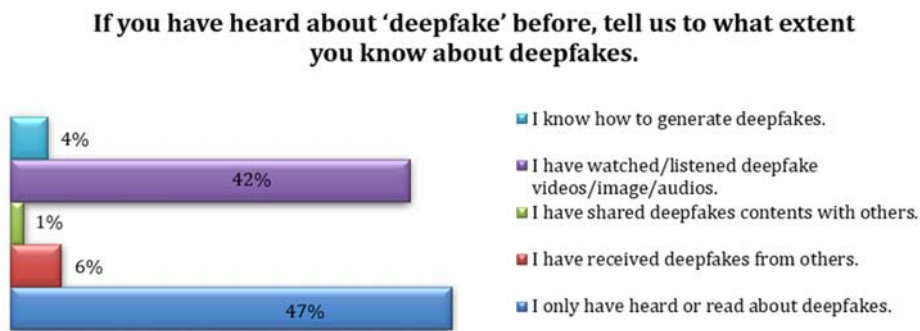 If you have heard about ‘deepfake’ before, tell us to what extent
you know about deepfakes.
4%
42%
1%
6%
47%
I know how to generate deepfakes.
I have watched/listened deepfake
videos/image/audios.
I have shared deepfakes contents with others.
I have received deepfakes from others.
I only have heard or read about deepfakes.